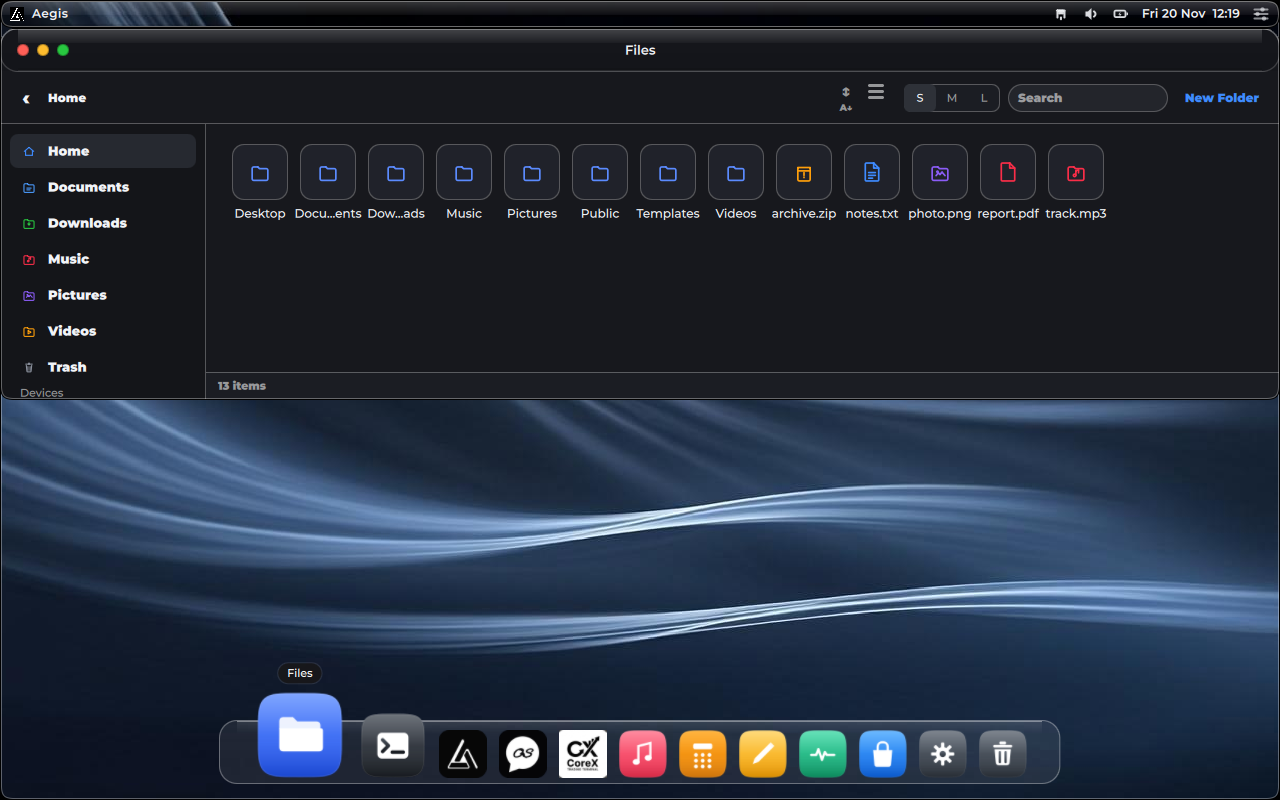 Aegis
Fri 20 Nov 12:19
Files
Home
A+
S M L
Search
New Folder
Home
Documents
Downloads
Music
Pictures
Videos
Trash
Devices
Desktop
Docu...ents
Dow...ads
Music
Pictures
Public
Templates
Videos
archive.zip
notes.txt
photo.png
report.pdf
track.mp3
13 items
Files
as
CX
CoreX